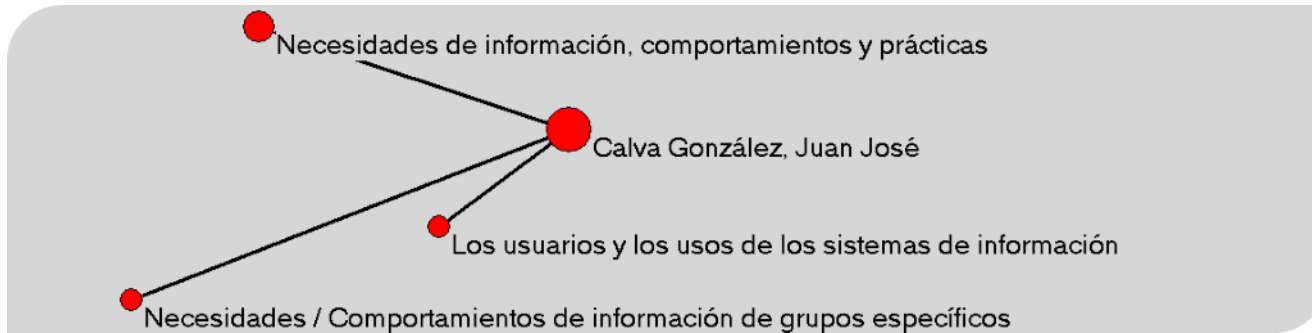 Necesidades de información, comportamientos y prácticas
Calva González, Juan José
Los usuarios y los usos de los sistemas de información
Necesidades / Comportamientos de información de grupos específicos